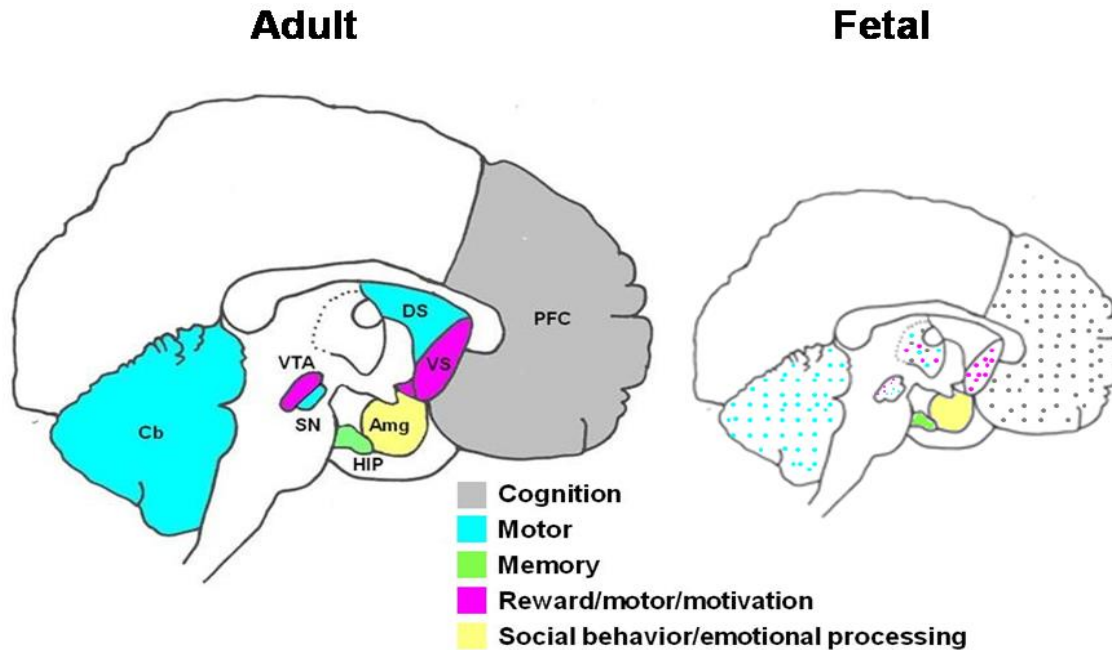 Adult
Fetal
DS
PFC
VTA
VS
SN
Amg
Cb
HIP
Cognition
Motor
Memory
Reward/motor/motivation
Social behavior/emotional processing